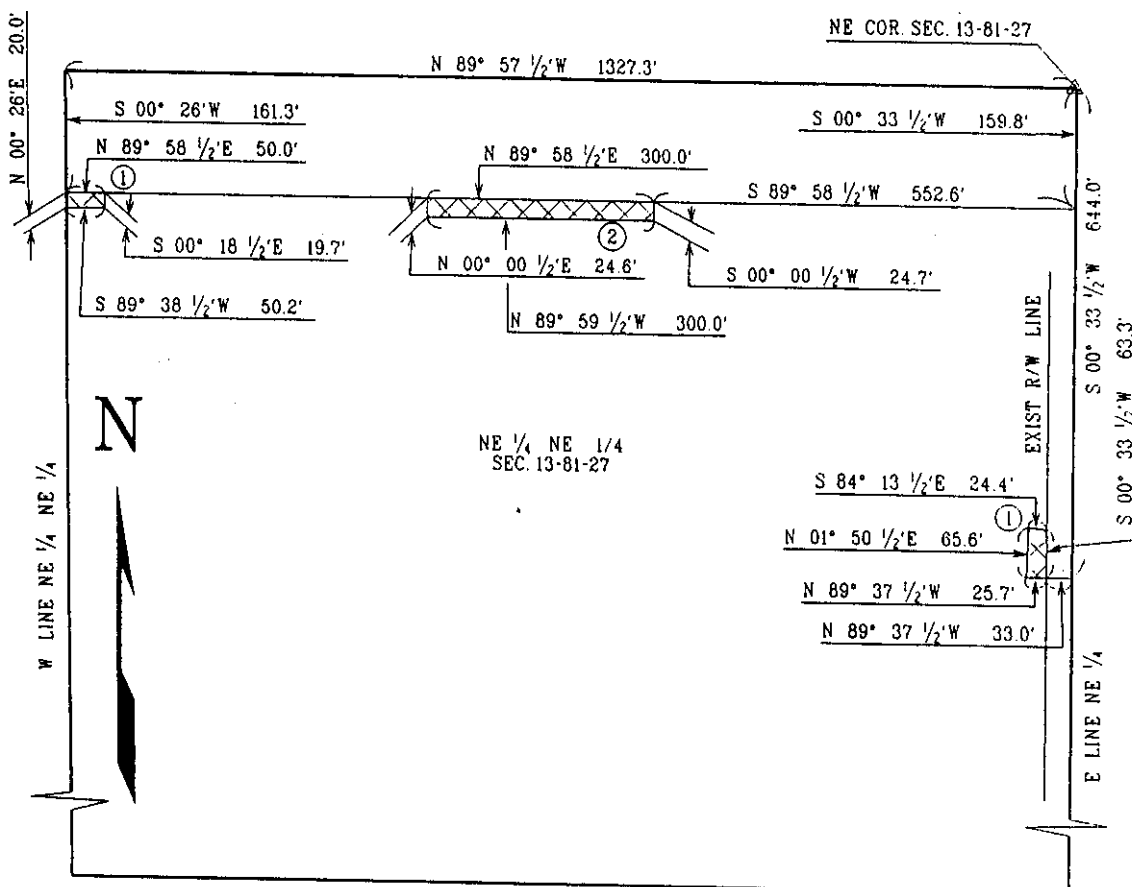 NE COR. SEC. 13-81-27
N 00° 26'E 20.0'
N 89° 57 1/2'W 1327.3'
S 00° 26'W 161.3'
S 00° 33 1/2'W 159.8'
N 89° 58 1/2'E 50.0'
1
N 89° 58 1/2'E 300.0'
S 89° 58 1/2'W 552.6'
2
S 00° 18 1/2'E 19.7'
N 00° 00 1/2'E 24.6'
S 00° 00 1/2'W 24.7'
S 89° 38 1/2'W 50.2'
N 89° 59 1/2'W 300.0'
S 00° 33 1/2'W 644.0'
S 00° 33 1/2'W 63.3'
EXIST R/W LINE
N
NE 1/4 NE 1/4
SEC. 13-81-27
S 84° 13 1/2'E 24.4'
1
N 01° 50 1/2'E 65.6'
N 89° 37 1/2'W 25.7'
N 89° 37 1/2'W 33.0'
W LINE NE 1/4 NE 1/4
E LINE NE 1/4